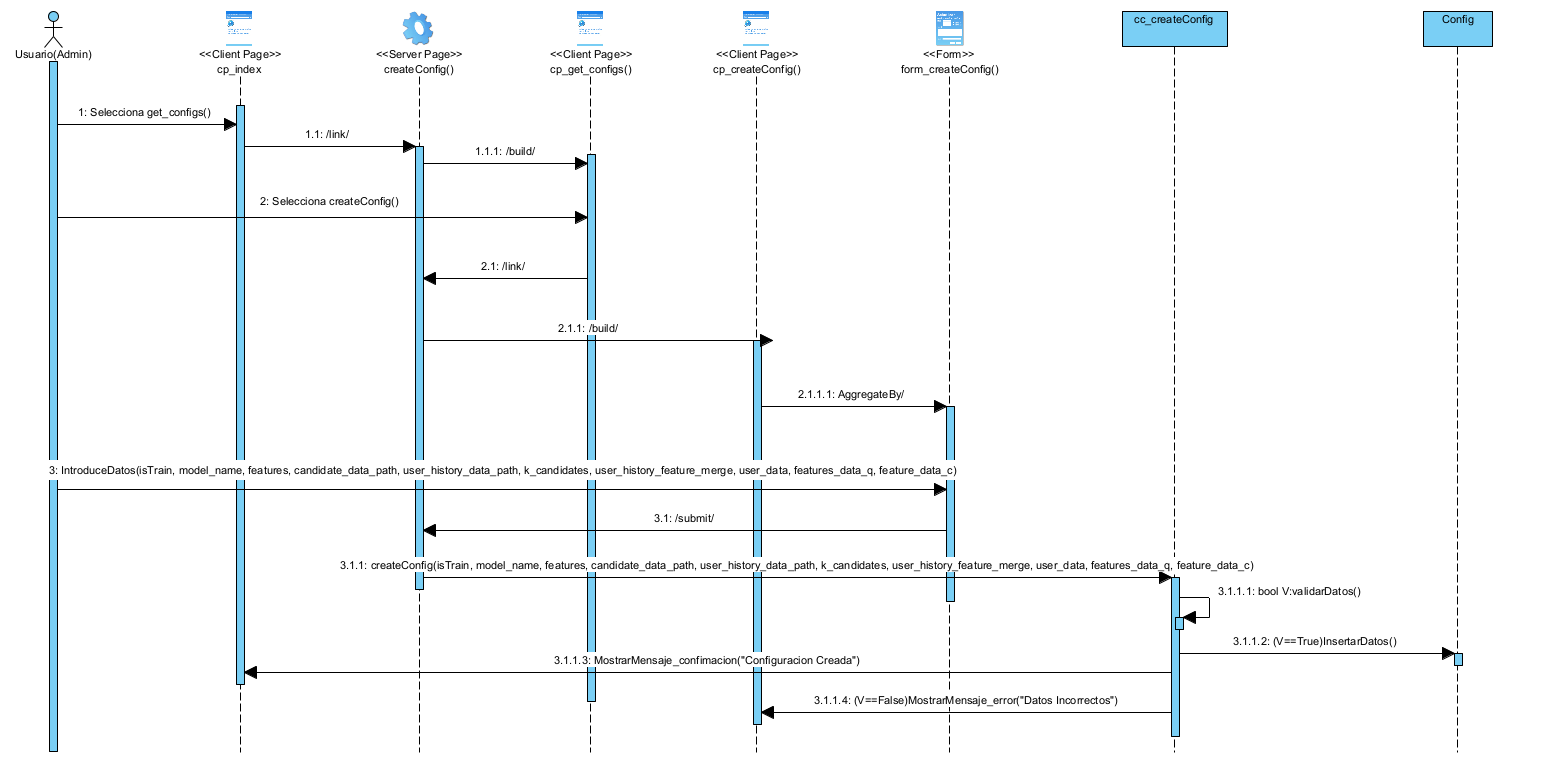 Usuario(Admin)
<<Client Page>>
cp_index
<<Server Page>>
createConfig()
<<Client Page>>
cp_get_configs()
<<Client Page>>
cp_createConfig()
<<Form>>
form_createConfig()
cc_createConfig
Config
1: Selecciona get_configs()
1.1: /link/
1.1.1: /build/
2: Selecciona createConfig()
2.1: /link/
2.1.1: /build/
2.1.1.1: AggregateBy/
3: IntroduceDatos(isTrain, model_name, features, candidate_data_path, user_history_data_path, k_candidates, user_history_feature_merge, user_data, features_data_q, feature_data_c)
3.1: /submit/
3.1.1: createConfig(isTrain, model_name, features, candidate_data_path, user_history_data_path, k_candidates, user_history_feature_merge, user_data, features_data_q, feature_data_c)
3.1.1.1: bool V:validarDatos()
3.1.1.2: (V==True)InsertarDatos()
3.1.1.3: MostrarMensaje_confimacion("Configuracion Creada")
3.1.1.4: (V==False)MostrarMensaje_error("Datos Incorrectos")